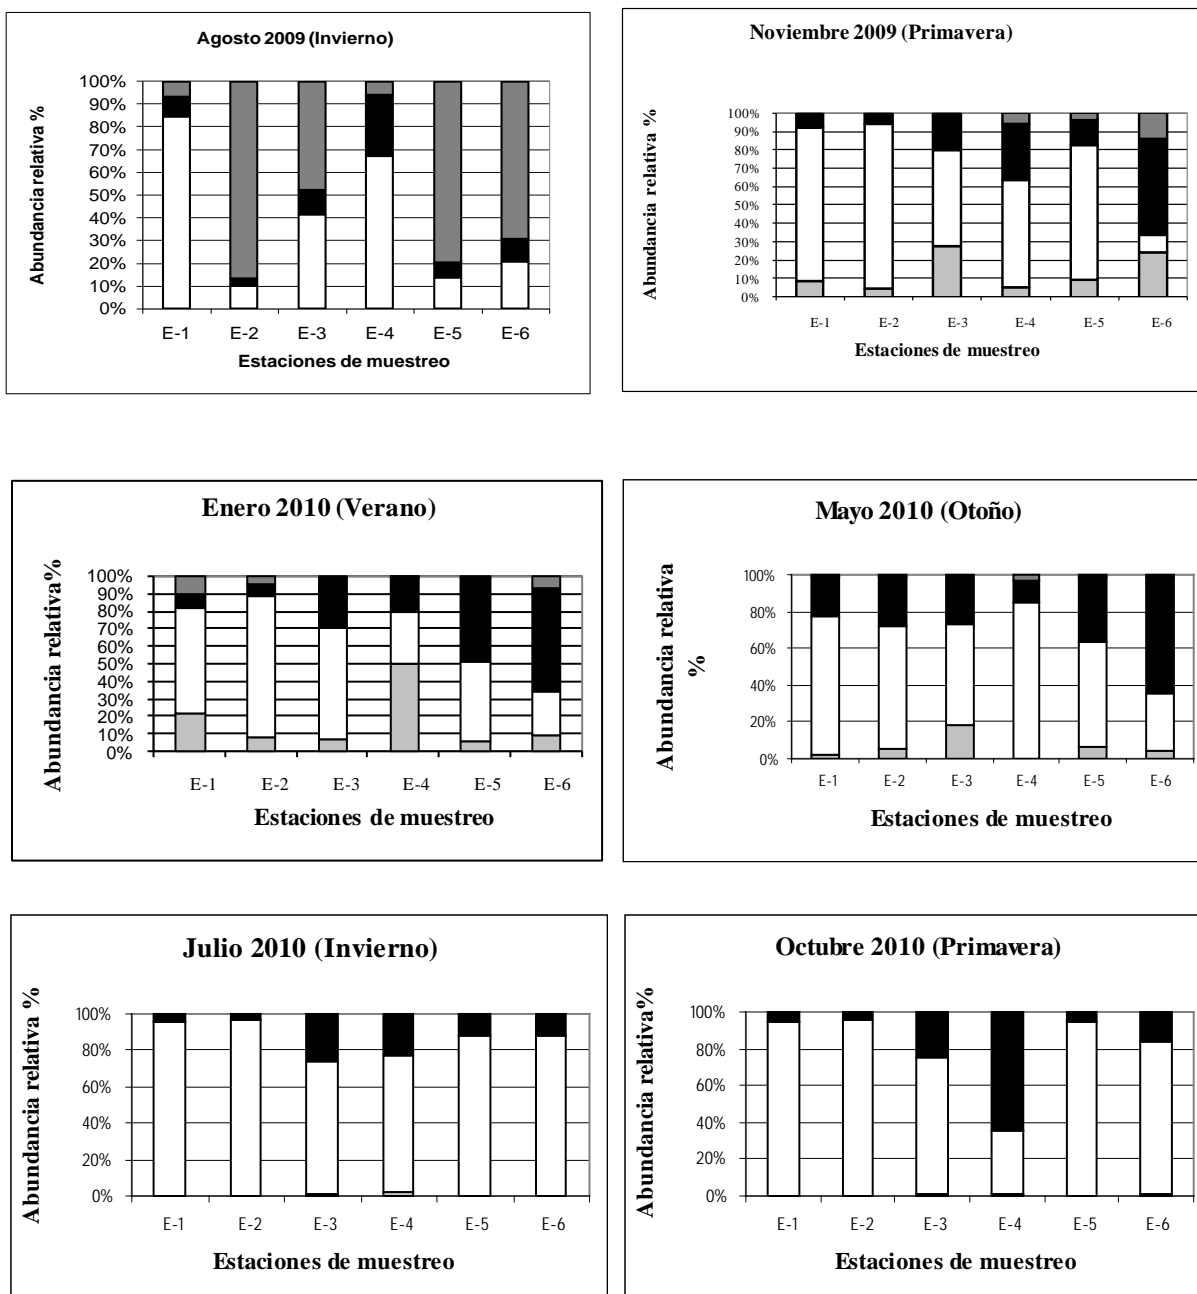 Agosto 2009 (Invierno)
Abundancia relativa %
100%
90%
80%
70%
60%
50%
40%
30%
20%
10%
0%
E-1 E-2 E-3 E-4 E-5 E-6
Estaciones de muestreo
Noviembre 2009 (Primavera)
Abundancia relativa %
100%
90%
80%
70%
60%
50%
40%
30%
20%
10%
0%
E-1 E-2 E-3 E-4 E-5 E-6
Estaciones de muestreo
Enero 2010 (Verano)
Abundancia relativa%
100%
90%
80%
70%
60%
50%
40%
30%
20%
10%
0%
E-1 E-2 E-3 E-4 E-5 E-6
Estaciones de muestreo
Mayo 2010 (Otoño)
Abundancia relativa
%
100%
80%
60%
40%
20%
0%
E-1 E-2 E-3 E-4 E-5 E-6
Estaciones de muestreo
Julio 2010 (Invierno)
Abundancia relativa %
100%
80%
60%
40%
20%
0%
E-1 E-2 E-3 E-4 E-5 E-6
Estaciones de muestreo
Octubre 2010 (Primavera)
Abundancia relativa%
100%
80%
60%
40%
20%
0%
E-1 E-2 E-3 E-4 E-5 E-6
Estaciones de muestreo